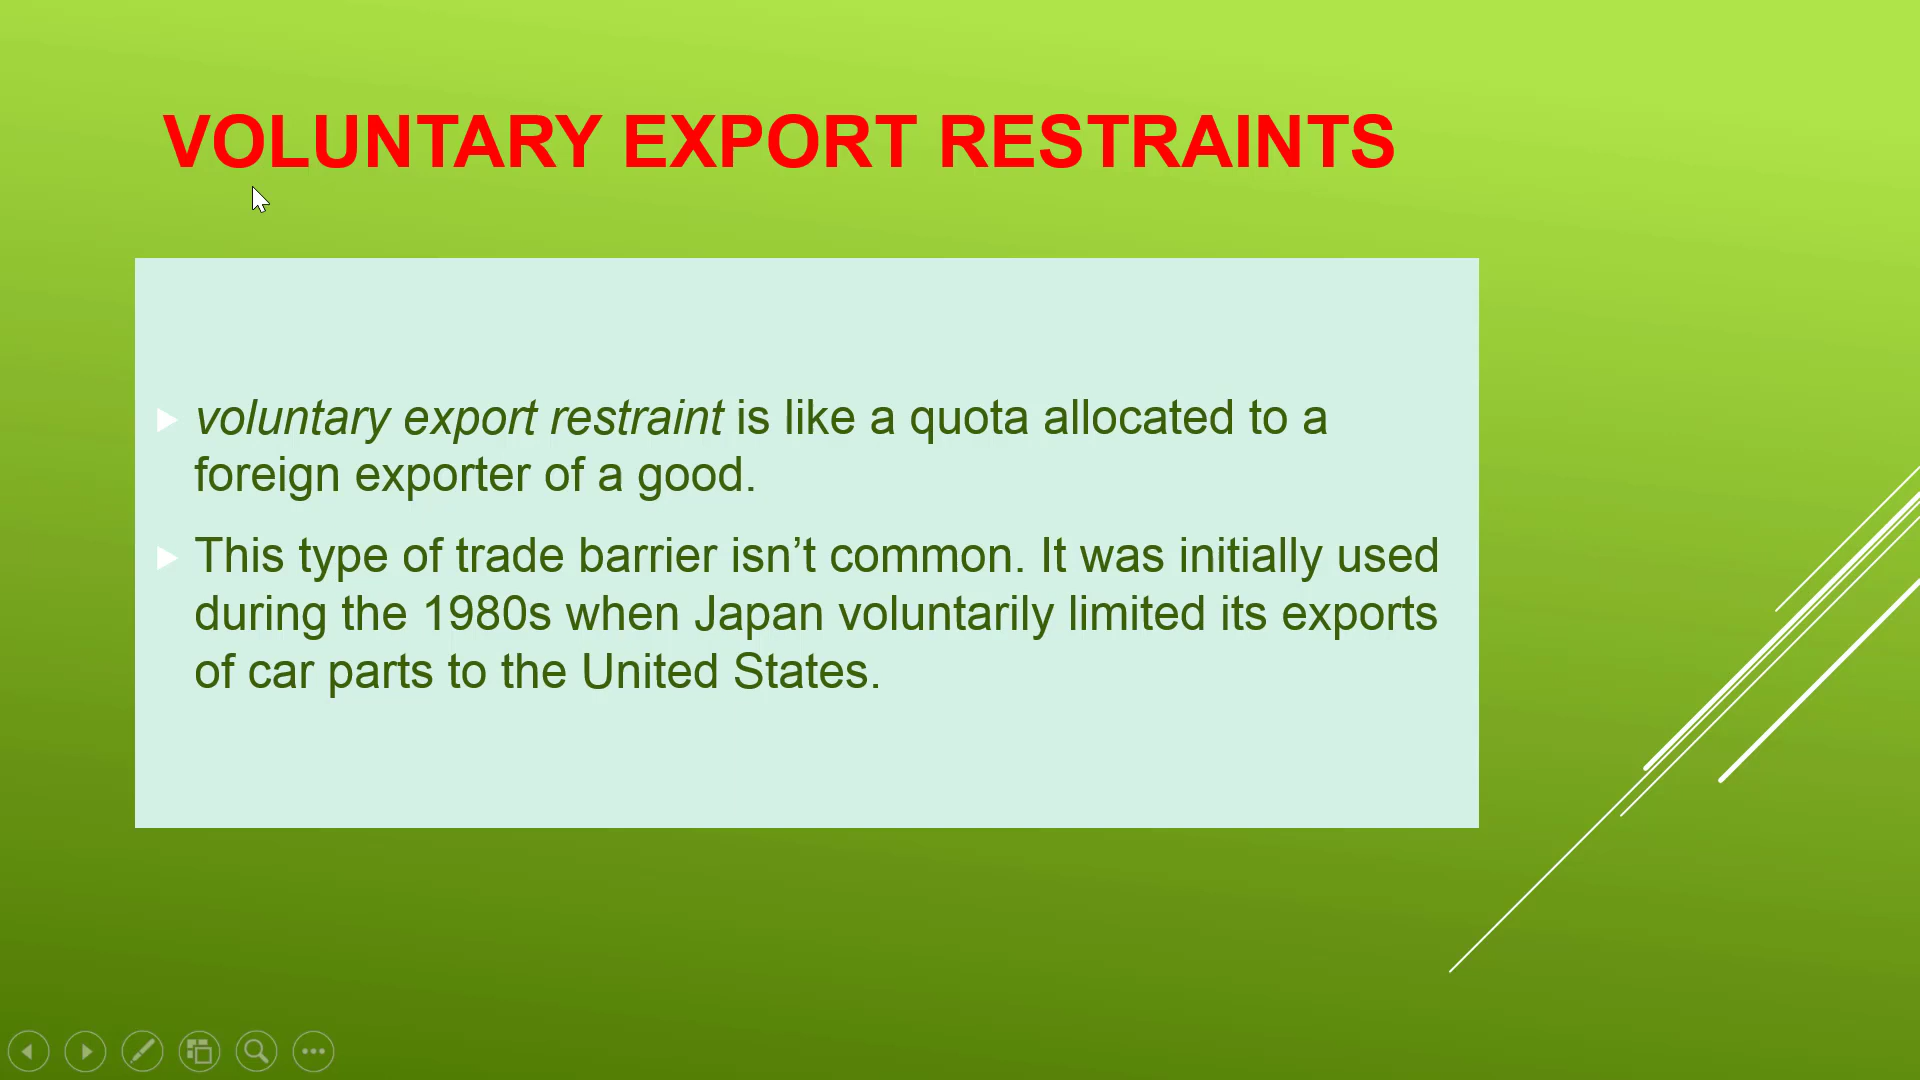 VOLUNTARY EXPORT RESTRAINTS
voluntary export restraint is like a quota allocated to a
foreign exporter of a good.
This type of trade barrier isn’t common. It was initially used
during the 1980s when Japan voluntarily limited its exports
of car parts to the United States.